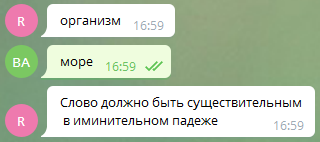 R
организм
16:59
BA
море
16:59
R
Слово должно быть существительным
в иминительном падеже
16:59